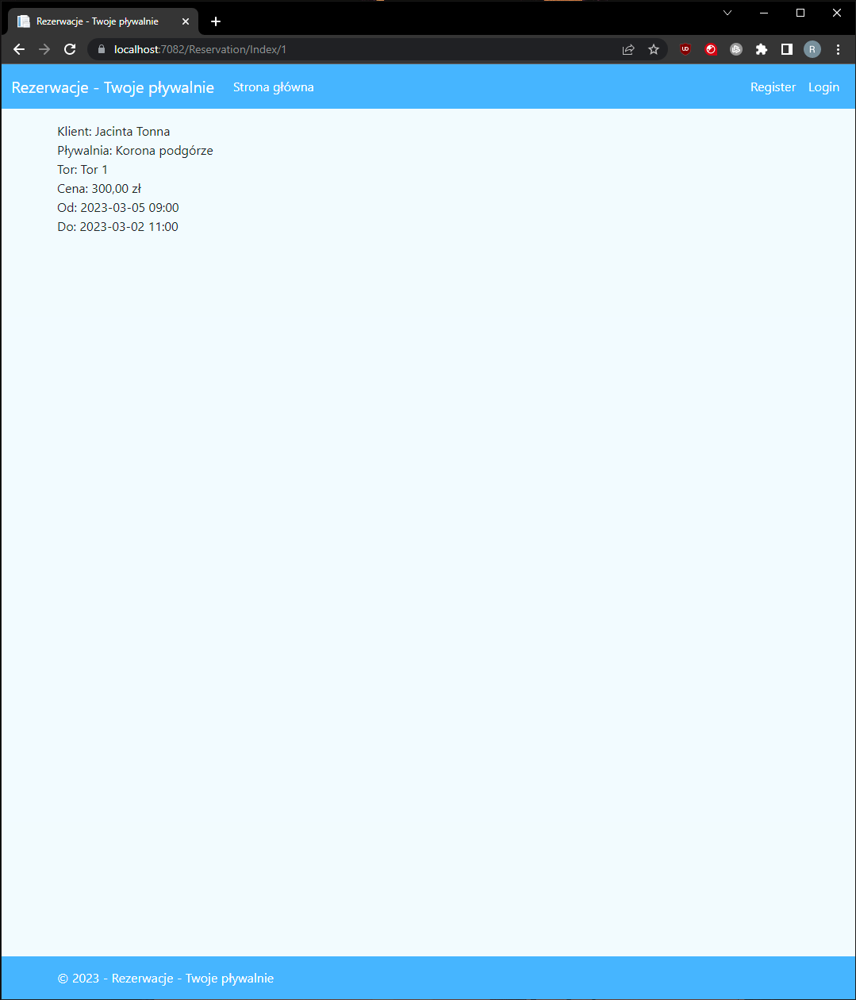 Rezerwacje - Twoje pływalnie
localhost:7082/Reservation/Index/1
UD
R
Rezerwacje - Twoje pływalnie Strona główna Register Login
Klient: Jacinta Tonna
Pływalnia: Korona podgórze
Tor: Tor 1
Cena: 300,00 zł
Od: 2023-03-05 09:00
Do: 2023-03-02 11:00
© 2023 - Rezerwacje - Twoje pływalnie